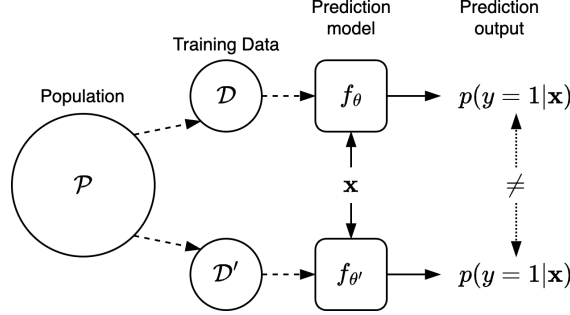 Prediction
model
Prediction
output
Training Data
Population
𝒟
f_θ
p(y = 1|𝐱)
𝒫
𝐱
≠
𝒟′
f_θ′
p(y = 1|𝐱)